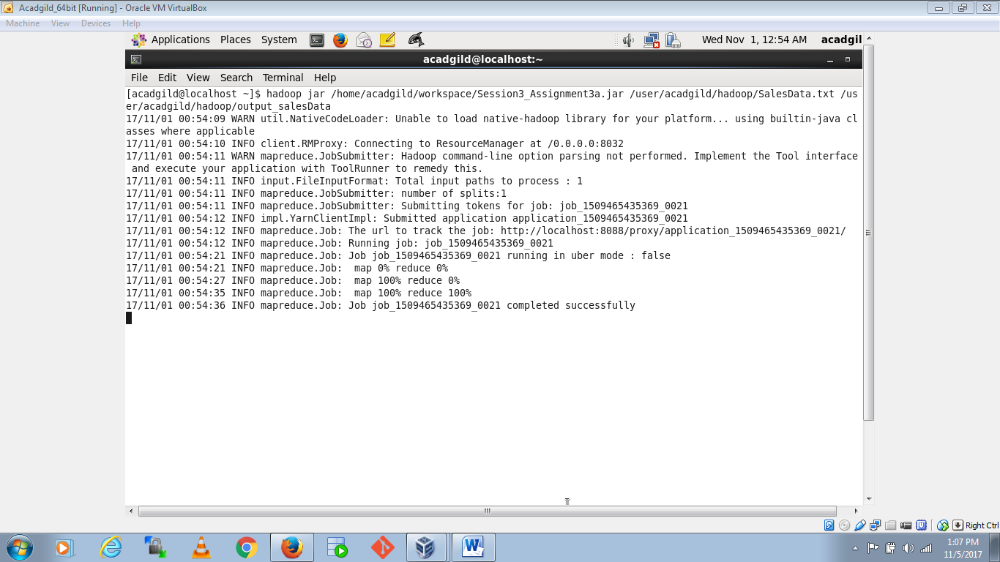 Acadgild_64bit [Running] - Oracle VM VirtualBox
Machine View Devices Help
Applications Places System Wed Nov 1, 12:54 AM acadgil
acadgild@localhost:~
File Edit View Search Terminal Help
[acadgild@localhost ~]$ hadoop jar /home/acadgild/workspace/Session3_Assignment3a.jar /user/acadgild/hadoop/SalesData.txt /us
er/acadgild/hadoop/output_salesData
17/11/01 00:54:09 WARN util.NativeCodeLoader: Unable to load native-hadoop library for your platform... using builtin-java cl
asses where applicable
17/11/01 00:54:10 INFO client.RMProxy: Connecting to ResourceManager at /0.0.0.0:8032
17/11/01 00:54:11 WARN mapreduce.JobSubmitter: Hadoop command-line option parsing not performed. Implement the Tool interface
 and execute your application with ToolRunner to remedy this.
17/11/01 00:54:11 INFO input.FileInputFormat: Total input paths to process : 1
17/11/01 00:54:11 INFO mapreduce.JobSubmitter: number of splits:1
17/11/01 00:54:11 INFO mapreduce.JobSubmitter: Submitting tokens for job: job_1509465435369_0021
17/11/01 00:54:12 INFO impl.YarnClientImpl: Submitted application application_1509465435369_0021
17/11/01 00:54:12 INFO mapreduce.Job: The url to track the job: http://localhost:8088/proxy/application_1509465435369_0021/
17/11/01 00:54:12 INFO mapreduce.Job: Running job: job_1509465435369_0021
17/11/01 00:54:21 INFO mapreduce.Job: Job job_1509465435369_0021 running in uber mode : false
17/11/01 00:54:21 INFO mapreduce.Job:  map 0% reduce 0%
17/11/01 00:54:27 INFO mapreduce.Job:  map 100% reduce 0%
17/11/01 00:54:35 INFO mapreduce.Job:  map 100% reduce 100%
17/11/01 00:54:36 INFO mapreduce.Job: Job job_1509465435369_0021 completed successfully
Right Ctrl
1:07 PM
11/5/2017